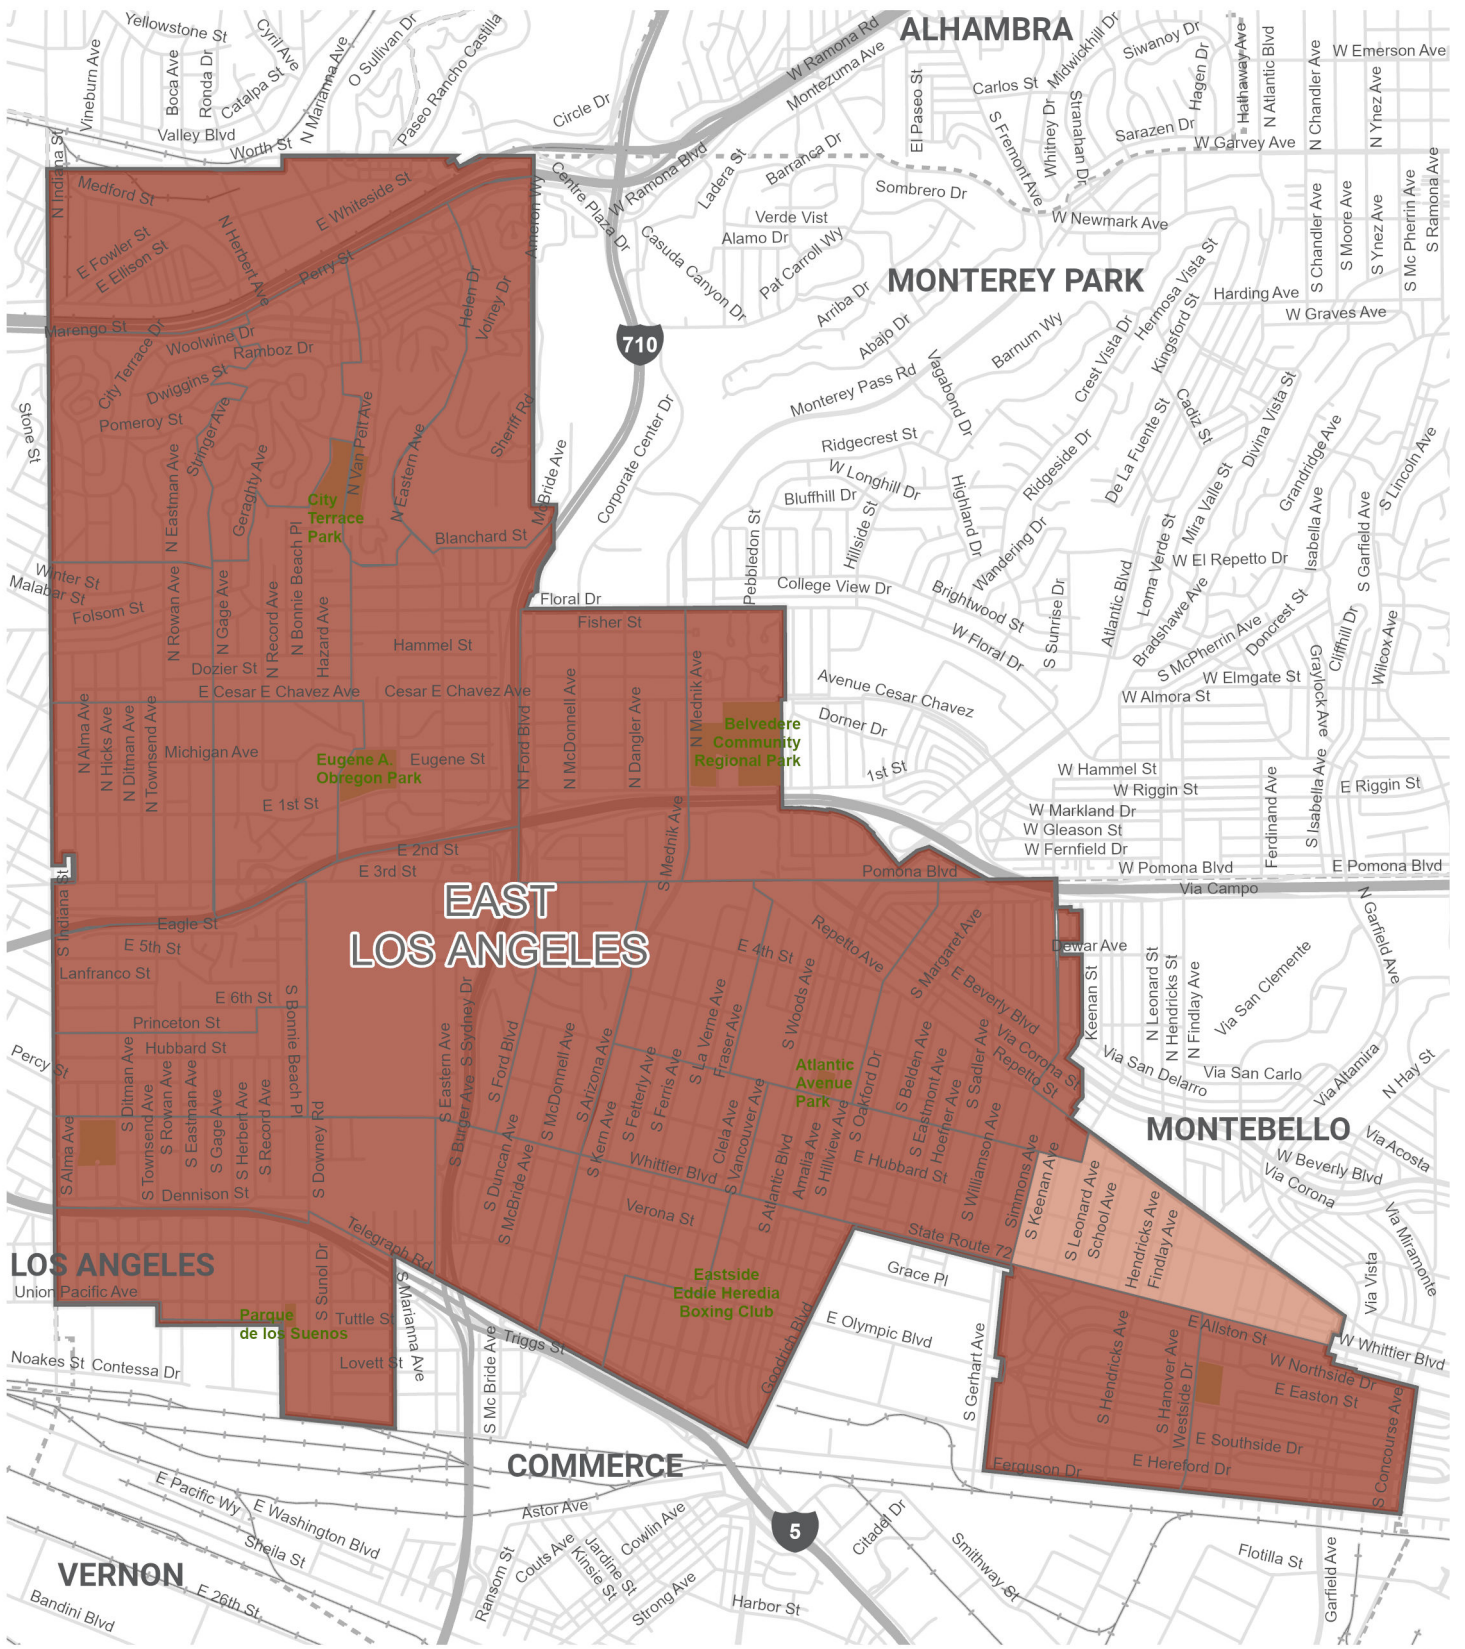 Yellowstone St
Cyril Ave
O Sullivan Dr
Paseo Rancho Castilla
ALHAMBRA
Midwickhill Dr
Siwanoy Dr
Hathaway Ave
N Atlantic Blvd
W Emerson Ave
Vineburn Ave
Boca Ave
Ronda Dr
Catalpa St
N Marianna Ave
W Ramona Rd
Montezuma Ave
El Paseo St
Carlos St
Hagen Dr
N Chandler Ave
N Ynez Ave
Circle Dr
Valley Blvd
Worth St
S Fremont Ave
Whitney Dr
Stranahan Dr
Sarazen Dr
W Garvey Ave
N Indiana St
Medford St
E Whiteside St
Centre Plaza Dr
W Ramona Blvd
Ladera St
Barranca Dr
Sombrero Dr
W Newmark Ave
S Chandler Ave
S Moore Ave
S Ynez Ave
S Mc Pherrin Ave
S Ramona Ave
E Fowler St
E Ellison St
N Herbert Ave
Perry St
Ameron Wy
Casuda Canyon Dr
Verde Vist
Alamo Dr
Pat Carroll Wy
Arriba Dr
MONTEREY PARK
Hermosa Vista St
Harding Ave
W Graves Ave
Marengo St
City Terrace Dr
Woolwine Dr
Ramboz Dr
Helen Dr
Volney Dr
710
Abajo Dr
Barnum Wy
Crest Vista Dr
Kingsford St
Dwiggins St
Pomeroy St
Stone St
Monterey Pass Rd
Vagabond Dr
Cadiz St
Divina Vista St
De La Fuente St
Stringer Ave
N Van Pelt Ave
Sheriff Rd
Corporate Center Dr
Ridgecrest St
W Longhill Dr
Bluffhill Dr
Ridgeside Dr
Grandridge Ave
S Lincoln Ave
N Eastman Ave
Geraghty Ave
N Eastern Ave
McBride Ave
Hillside St
Highland Dr
Mira Valle St
Isabella Ave
S Garfield Ave
City
Terrace
Park
Blanchard St
Pebbledon St
Wandering Dr
Loma Verde St
W El Repetto Dr
Winter St
Malabar St
Folsom St
N Rowan Ave
N Gage Ave
N Record Ave
N Bonnie Beach Pl
Hazard Ave
Floral Dr
Fisher St
College View Dr
Brightwood St
W Floral Dr
S Sunrise Dr
Atlantic Blvd
Bradshawe Ave
S McPherrin Ave
Doncrest St
Cliffhill Dr
Wilcox Ave
Hammel St
Dozier St
E Cesar E Chavez Ave
Cesar E Chavez Ave
N Mednik Ave
Avenue Cesar Chavez
W Elmgate St
W Almora St
Graylock Ave
N Alma Ave
N Hicks Ave
N Ditman Ave
N Townsend Ave
Michigan Ave
Eugene A.
Obregon Park
Eugene St
N Ford Blvd
N McDonnell Ave
N Dangler Ave
Belvedere
Community
Regional Park
Dorner Dr
1st St
W Hammel St
W Riggin St
E Riggin St
E 1st St
W Markland Dr
W Gleason St
W Fernfield Dr
Ferdinand Ave
S Isabella Ave
E 2nd St
E 3rd St
S Mednik Ave
Pomona Blvd
W Pomona Blvd
E Pomona Blvd
Via Campo
S Indiana St
Eagle St
E 5th St
Lanfranco St
EAST
LOS ANGELES
E 4th St
Repetto Ave
S Margaret Ave
Dewar Ave
N Garfield Ave
E 6th St
Princeton St
Hubbard St
S Bonnie Beach Pl
S Sydney Dr
S Woods Ave
E Beverly Blvd
Keenan St
N Leonard St
N Hendricks St
N Findlay Ave
Via San Clemente
Percy St
S Eastern Ave
S Ford Blvd
S McDonnell Ave
S Arizona Ave
S La Verne Ave
Fraser Ave
Via Corona St
Repetto St
Via San Delarro
Via San Carlo
Via Altamira
N Hay St
S Ditman Ave
S Townsend Ave
S Rowan Ave
S Eastman Ave
S Gage Ave
S Herbert Ave
S Record Ave
S Downey Rd
S Burger Ave
S Fetterly Ave
S Ferris Ave
Atlantic
Avenue
Park
S Oakford Dr
S Belden Ave
S Eastmont Ave
Hoefner Ave
S Sadler Ave
S Alma Ave
Dennison St
S Duncan Ave
S McBride Ave
S Kern Ave
Whittier Blvd
Clela Ave
S Vancouver Ave
S Atlantic Blvd
Amalia Ave
S Hillview Ave
E Hubbard St
S Williamson Ave
Simmons Ave
S Keenan Ave
MONTEBELLO
Via Acosta
W Beverly Blvd
Via Corona
Verona St
S Leonard Ave
School Ave
Hendricks Ave
Findlay Ave
Via Miramonte
Telegraph Rd
State Route 72
LOS ANGELES
Union Pacific Ave
S Sunol Dr
S Marianna Ave
Eastside
Eddie Heredia
Boxing Club
Grace Pl
Via Vista
Parque
de los Suenos
Tuttle St
Lovett St
Triggs St
S Mc Bride Ave
Goodrich Blvd
E Olympic Blvd
S Gerhart Ave
S Hendricks Ave
S Hanover Ave
Westside Dr
E Allston St
W Whittier Blvd
W Northside Dr
E Easton St
S Concourse Ave
Noakes St
Contessa Dr
E Southside Dr
E Hereford Dr
Ferguson Dr
COMMERCE
E Pacific Wy
E Washington Blvd
Sheila St
Astor Ave
Cowlin Ave
Couts Ave
Jardine St
Kinsle St
Strong Ave
Ransom St
5
Citadel Dr
Smithway St
Flotilla St
Garfield Ave
VERNON
E 26th St
Bandini Blvd
Harbor St